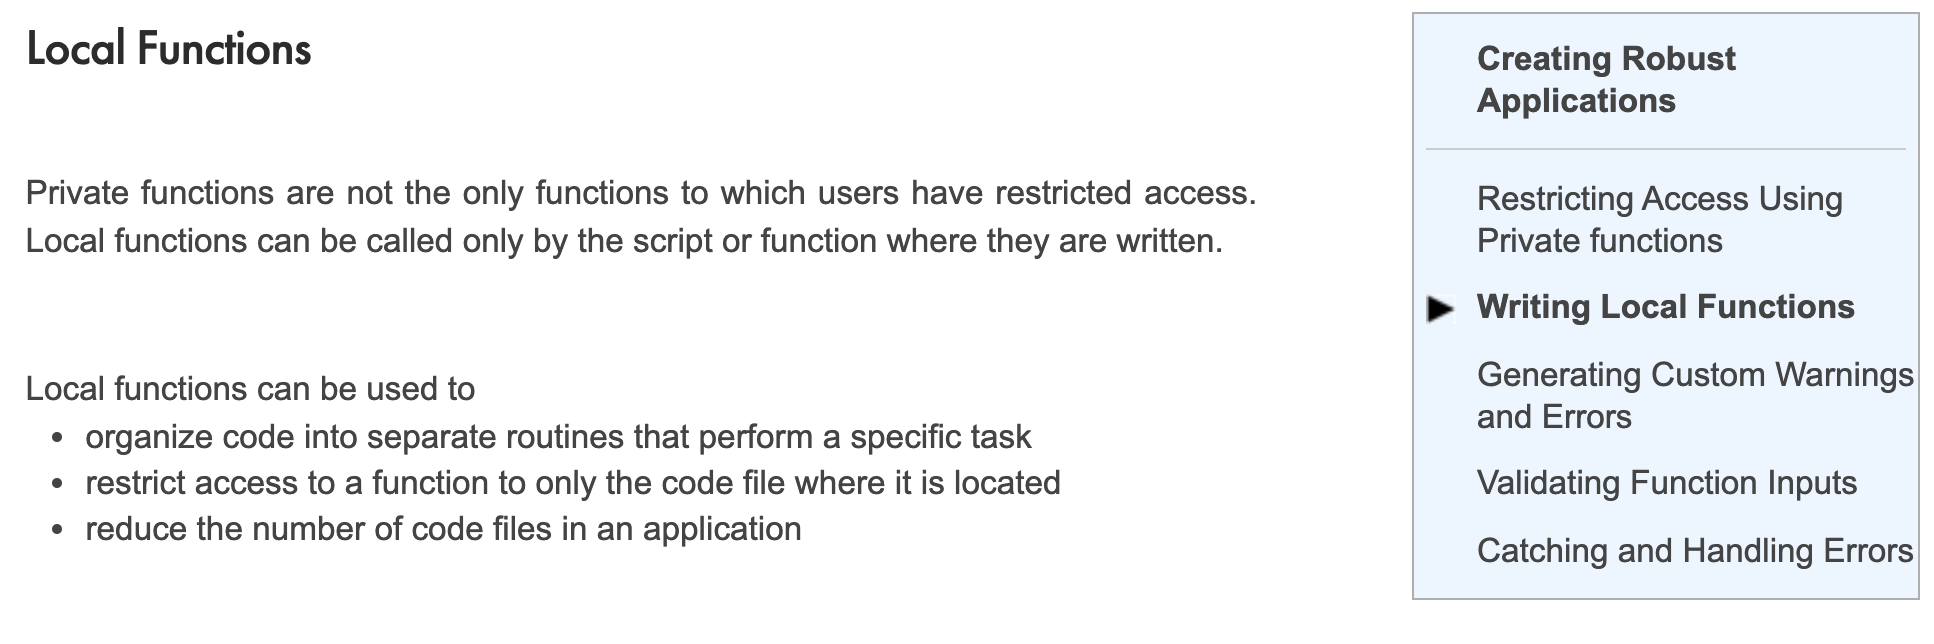 Local Functions
Private functions are not the only functions to which users have restricted access.
Local functions can be called only by the script or function where they are written.
Local functions can be used to
• organize code into separate routines that perform a specific task
• restrict access to a function to only the code file where it is located
• reduce the number of code files in an application
Creating Robust
Applications
Restricting Access Using
Private functions
Writing Local Functions
Generating Custom Warnings
and Errors
Validating Function Inputs
Catching and Handling Errors